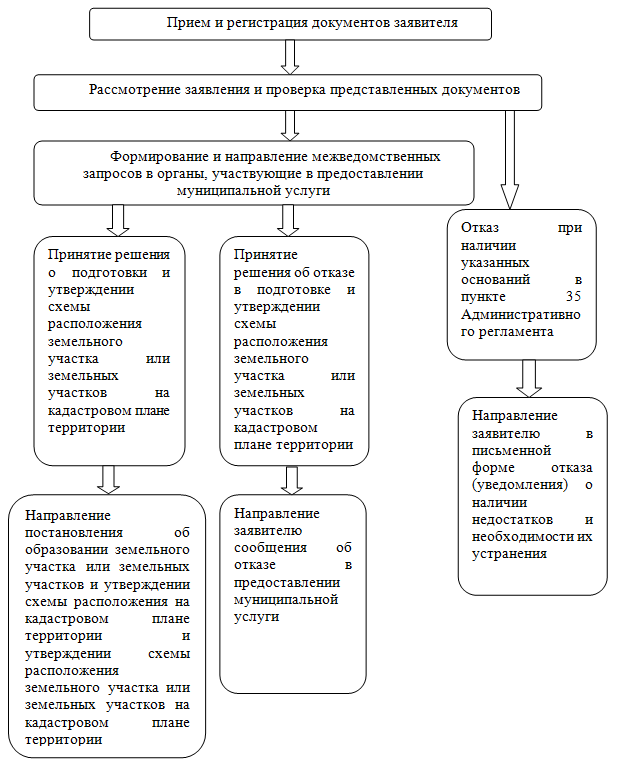 Прием и регистрация документов заявителя
Рассмотрение заявления и проверка представленных документов
Формирование и направление межведомственных
запросов в органы, участвующие в предоставлении
муниципальной услуги
Принятие решения
о подготовки и
утверждении
схемы
расположения
земельного
участка или
земельных
участков на
кадастровом плане
территории
Принятие
решения об отказе
в подготовке и
утверждении
схемы
расположения
земельного
участка или
земельных
участков на
кадастровом
плане территории
Отказ при
наличии
указанных
оснований в
пункте 35
Административно
го регламента
Направление
заявителю в
письменной
форме отказа
(уведомления) о
наличии
недостатков и
необходимости их
устранения
Направление
постановления об
образовании земельного
участка или земельных
участков и утверждении
схемы расположения на
кадастровом плане
территории и
утверждении схемы
расположения
земельного участка или
земельных участков на
кадастровом плане
территории
Направление
заявителю
сообщения об
отказе в
предоставлении
муниципальной
услуги